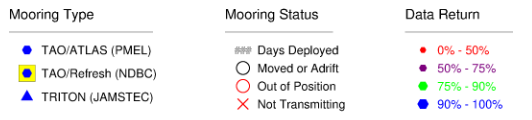 Mooring Type
TAO/ATLAS (PMEL)
TAO/Refresh (NDBC)
TRITON (JAMSTEC)
Mooring Status
### Days Deployed
Moved or Adrift
Out of Position
Not Transmitting
Data Return
0% - 50%
50% - 75%
75% - 90%
90% - 100%